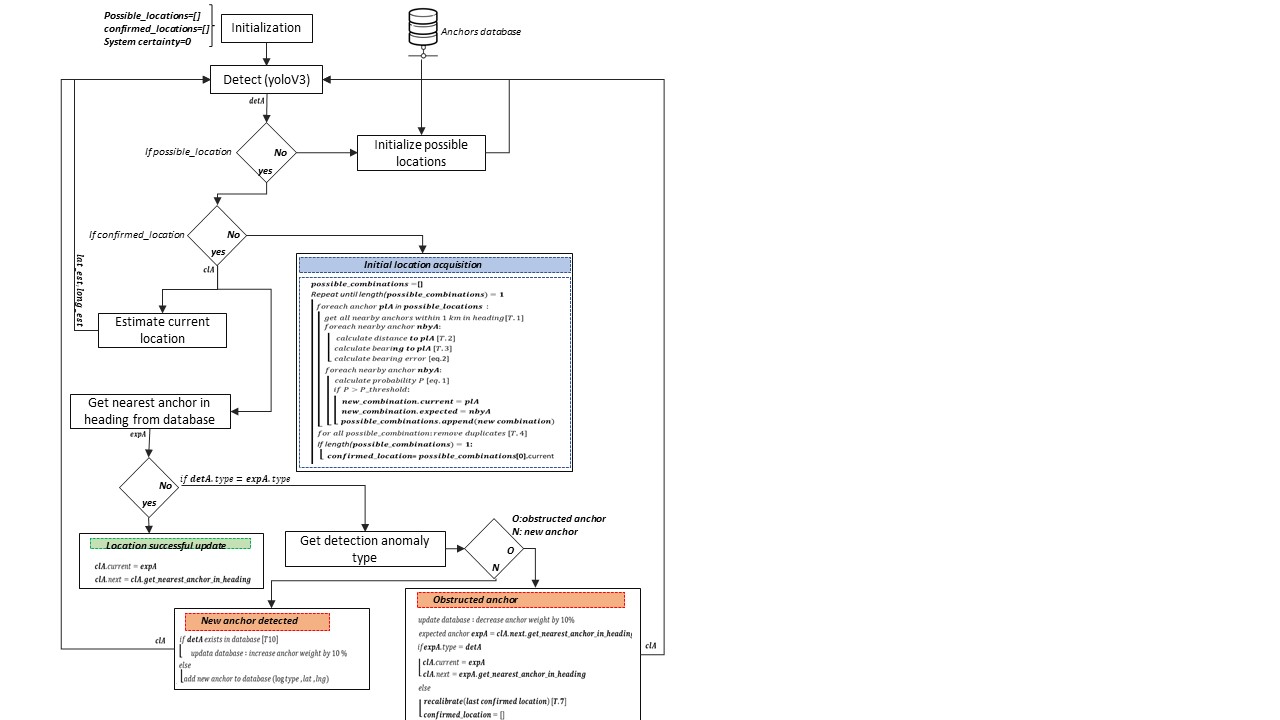 Possible_locations=[]
confirmed_locations=[]
System certainty=0
Initialization
Anchors database
Detect (yoloV3)
detA
If possible_location
No
yes
Initialize possible
locations
If confirmed_location
No
yes
clA
lat_est,long_est
Estimate current
location
Initial location acquisition
possible_combinations =[]
Repeat until length(possible_combinations) = 1
foreach anchor plA in possible_locations :
get all nearby anchors within 1 km in heading[T.1]
foreach nearby anchor nbyA:
calculate distance to plA [T.2]
calculate bearing to plA [T.3]
calculate bearing error [eq.2]
foreach nearby anchor nbyA:
calculate probability P [eq.1]
if P > P_threshold:
new_combination.current = plA
new_combination.expected = nbyA
possible_combinations.append(new combination)
for all possible_combination: remove duplicates [T.4]
If length(possible_combinations) = 1:
confirmed_location= possible_combinations[0].current
Get nearest anchor in
heading from database
expA
No
yes
if detA.type = expA.type
Location successful update
clA.current = expA
clA.next = clA.get_nearest_anchor_in_heading
Get detection anomaly
type
O:obstructed anchor
N: new anchor
O
N
New anchor detected
if detA exists in database [T10]
updata database : increase anchor weight by 10 %
else
add new anchor to database (logtype ,lat ,lng)
clA
Obstructed anchor
update database : decrease anchor weight by 10%
expected anchor expA = clA.next.get_nearest_anchor_in_heading
if expA.type = detA
clA.current = expA
clA.next = expA.get_nearest_anchor_in_heading
else
recalibrate(last confirmed location) [T.7]
confirmed_location = []
clA